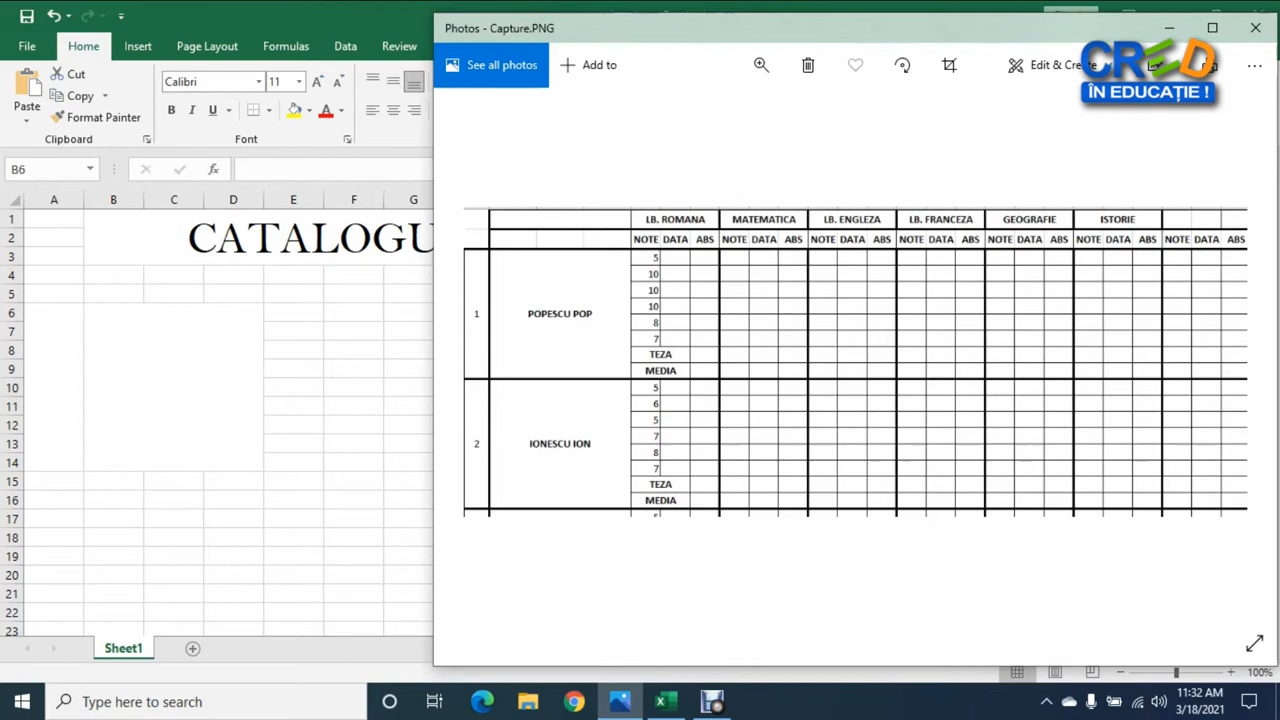 File Home Insert Page Layout Formulas Data Review
Photos - Capture.PNG
See all photos Add to Edit & Create
CRED
ÎN EDUCAȚIE !
Paste Cut
Copy
Format Painter
Clipboard
Calibri 11
B I U
Font
B6 fx
A B C D E F G
1
2
3
4
5
6
7
8
9
10
11
12
13
14
15
16
17
18
19
20
21
22
23
CATALOGU
LB. ROMANA MATEMATICA LB. ENGLEZA LB. FRANCEZA GEOGRAFIE ISTORIE
NOTE DATA ABS NOTE DATA ABS NOTE DATA ABS NOTE DATA ABS NOTE DATA ABS NOTE DATA ABS NOTE DATA ABS
5
10
10
10
1 POPESCU POP
8
7
TEZA
MEDIA
5
6
5
7
2 IONESCU ION
8
7
TEZA
MEDIA
Sheet1
100%
Type here to search
11:32 AM
3/18/2021